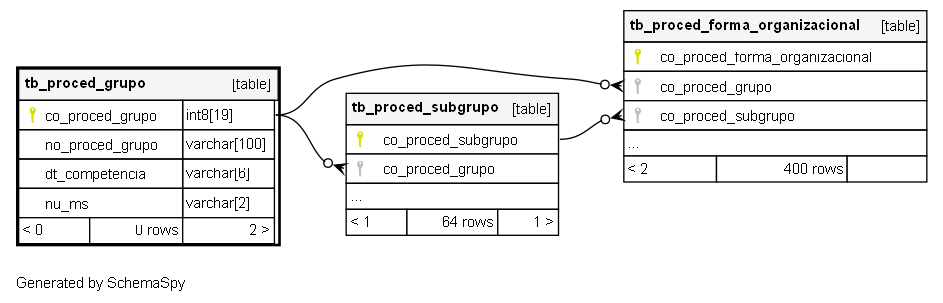 tb_proced_grupo [table]
co_proced_grupo int8[19]
no_proced_grupo varchar[100]
dt_competencia varchar[6]
nu_ms varchar[2]
< 0 0 rows 2 >
tb_proced_subgrupo [table]
co_proced_subgrupo
co_proced_grupo
...
< 1 64 rows 1 >
tb_proced_forma_organizacional [table]
co_proced_forma_organizacional
co_proced_grupo
co_proced_subgrupo
...
< 2 400 rows
Generated by SchemaSpy